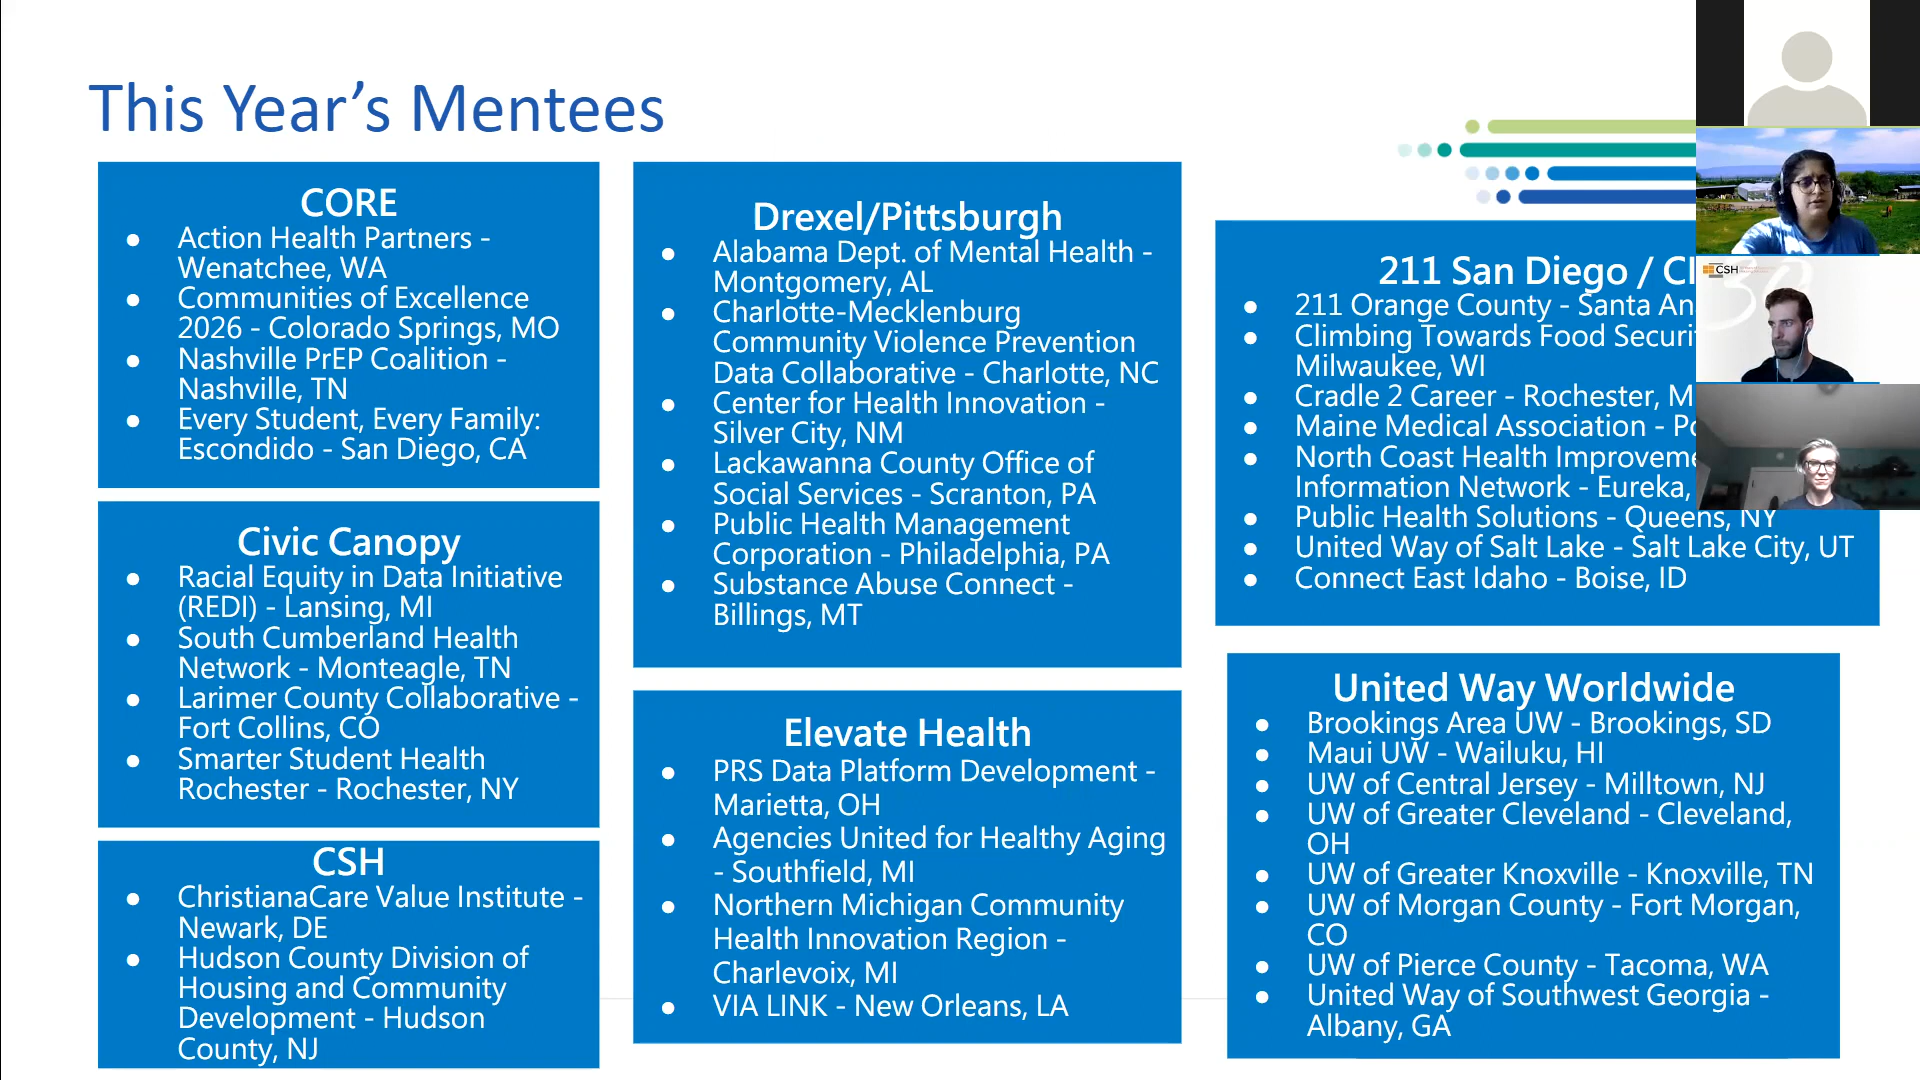 This Year’s Mentees
CORE
● Action Health Partners -
Wenatchee, WA
● Communities of Excellence
2026 - Colorado Springs, MO
● Nashville PrEP Coalition -
Nashville, TN
● Every Student, Every Family:
Escondido - San Diego, CA
Civic Canopy
● Racial Equity in Data Initiative
(REDI) - Lansing, MI
● South Cumberland Health
Network - Monteagle, TN
● Larimer County Collaborative -
Fort Collins, CO
● Smarter Student Health
Rochester - Rochester, NY
CSH
● ChristianaCare Value Institute -
Newark, DE
● Hudson County Division of
Housing and Community
Development - Hudson
County, NJ
Drexel/Pittsburgh
● Alabama Dept. of Mental Health -
Montgomery, AL
● Charlotte-Mecklenburg
Community Violence Prevention
Data Collaborative - Charlotte, NC
● Center for Health Innovation -
Silver City, NM
● Lackawanna County Office of
Social Services - Scranton, PA
● Public Health Management
Corporation - Philadelphia, PA
● Substance Abuse Connect -
Billings, MT
Elevate Health
● PRS Data Platform Development -
Marietta, OH
● Agencies United for Healthy Aging
- Southfield, MI
● Northern Michigan Community
Health Innovation Region -
Charlevoix, MI
● VIA LINK - New Orleans, LA
211 San Diego /
● 211 Orange County - Santa
● Climbing Towards Food
Milwaukee, WI
● Cradle 2 Career - Rochester,
● Maine Medical Association -
● North Coast Health
Information Network - Eureka,
● Public Health Solutions - Queens, NY
● United Way of Salt Lake - Salt Lake City, UT
● Connect East Idaho - Boise, ID
United Way Worldwide
● Brookings Area UW - Brookings, SD
● Maui UW - Wailuku, HI
● UW of Central Jersey - Milltown, NJ
● UW of Greater Cleveland - Cleveland,
OH
● UW of Greater Knoxville - Knoxville, TN
● UW of Morgan County - Fort Morgan,
CO
● UW of Pierce County - Tacoma, WA
● United Way of Southwest Georgia -
Albany, GA
CSH